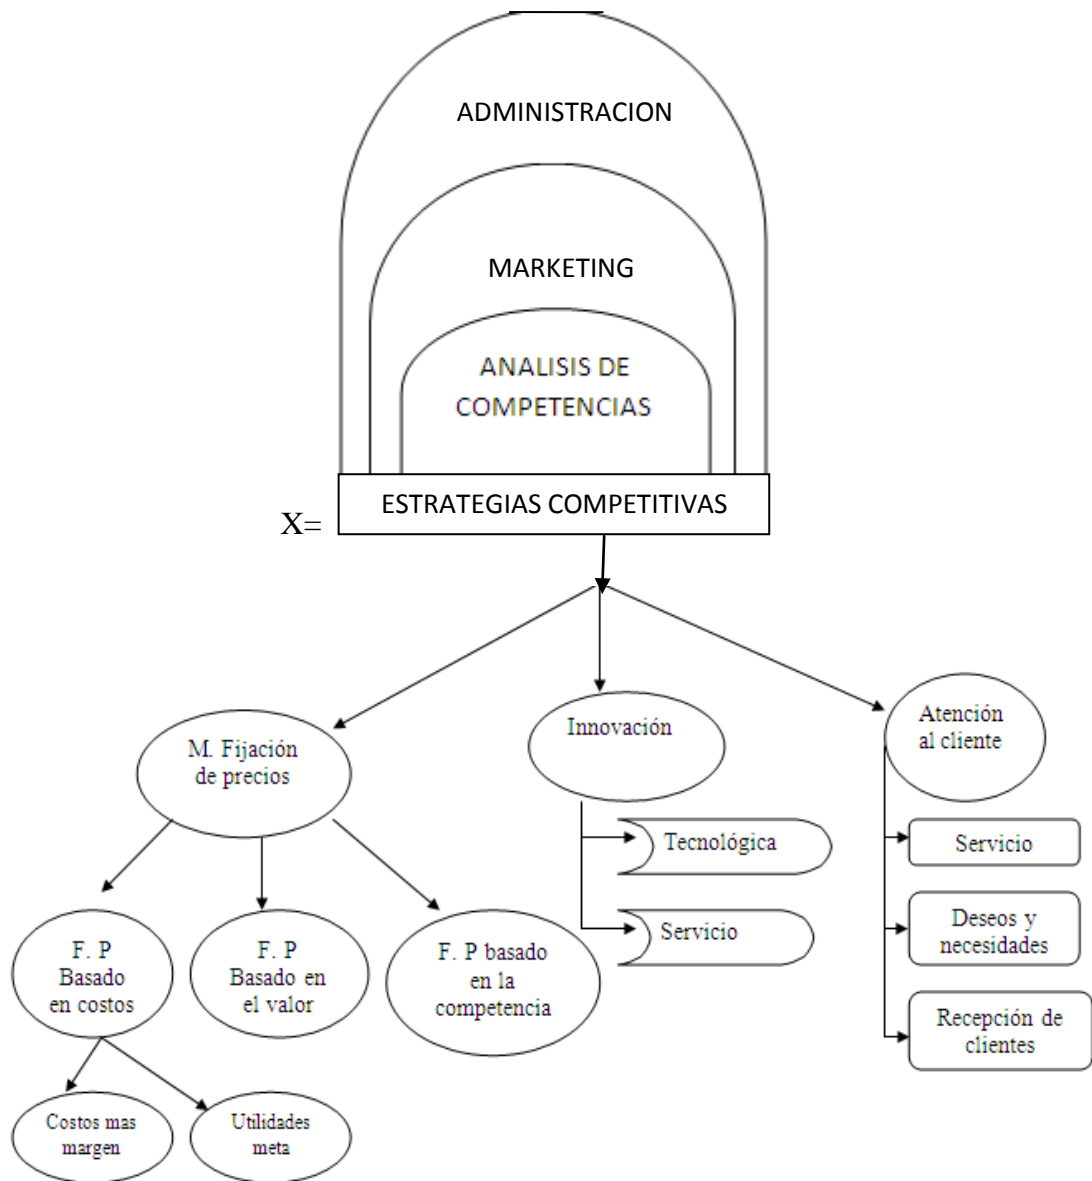 ADMINISTRACION
MARKETING
ANALISIS DE
COMPETENCIAS
ESTRATEGIAS COMPETITIVAS
X=
M. Fijación
de precios
Innovación
Atención
al cliente
Tecnológica
Servicio
Servicio
Deseos y
necesidades
Recepción de
clientes
F. P
Basado
en costos
F. P
Basado en
el valor
F. P basado
en la
competencia
Costos mas
margen
Utilidades
meta